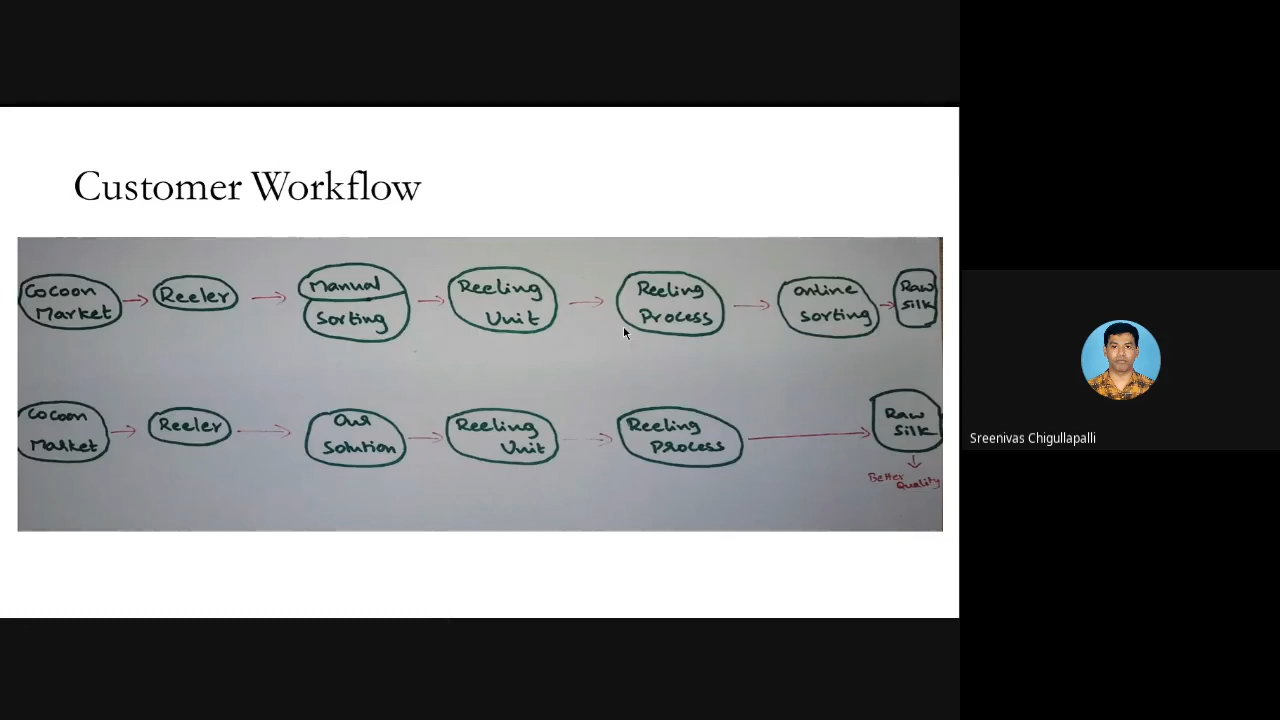 Customer Workflow
Cocoon Market → Reeler → Manual Sorting → Reeling Unit → Reeling Process → online sorting → Raw Silk
Cocoon Market → Reeler → Our Solution → Reeling Unit → Reeling Process → Raw Silk
Better Quality
Sreenivas Chigullapalli